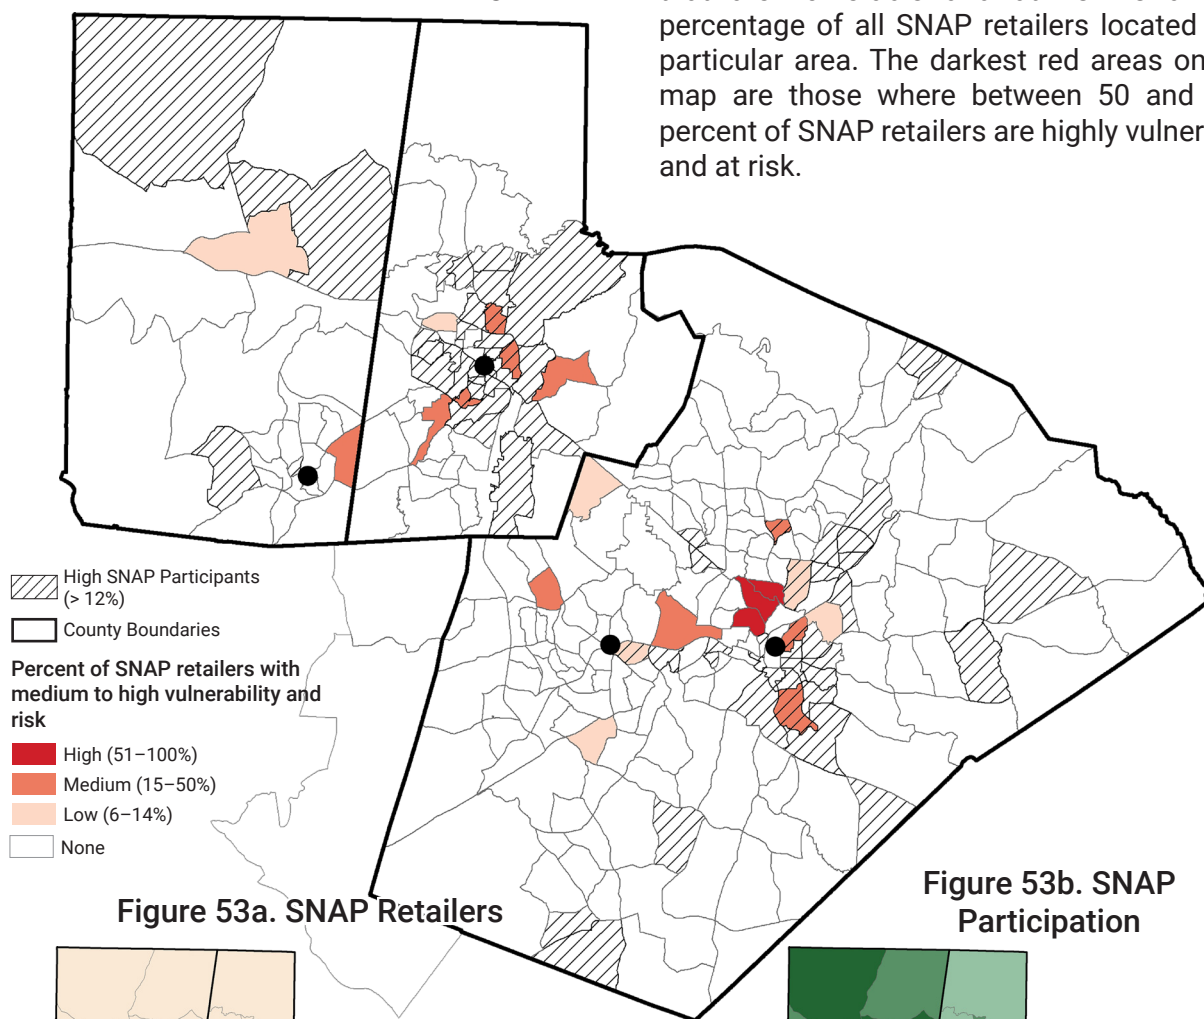 percentage of all SNAP retailers located
particular area. The darkest red areas on
map are those where between 50 and
percent of SNAP retailers are highly vulner
and at risk.
High SNAP Participants
(> 12%)
County Boundaries
Percent of SNAP retailers with
medium to high vulnerability and
risk
High (51–100%)
Medium (15–50%)
Low (6–14%)
None
Figure 53a. SNAP Retailers
Figure 53b. SNAP
Participation